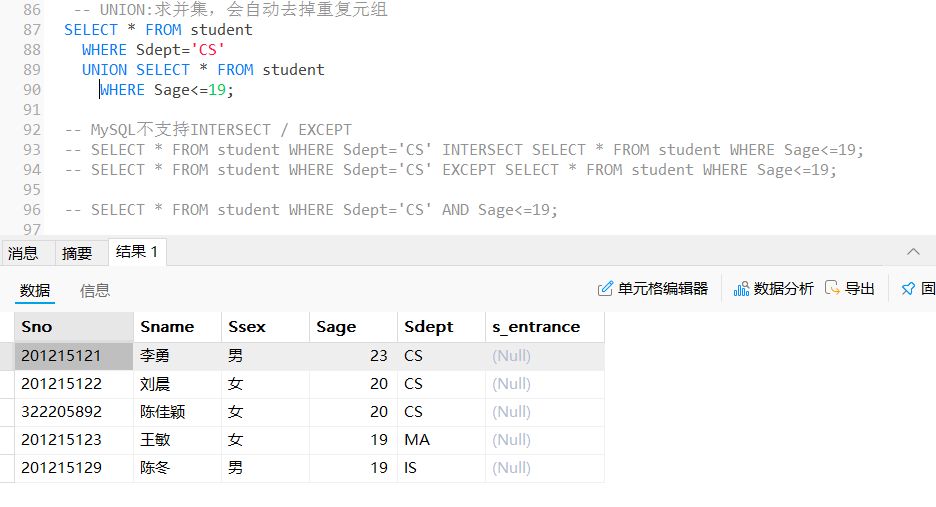 86 -- UNION:求并集，会自动去掉重复元组
87 SELECT * FROM student
88 WHERE Sdept='CS'
89 UNION SELECT * FROM student
90 WHERE Sage<=19;
91
92 -- MySQL不支持INTERSECT / EXCEPT
93 -- SELECT * FROM student WHERE Sdept='CS' INTERSECT SELECT * FROM student WHERE Sage<=19;
94 -- SELECT * FROM student WHERE Sdept='CS' EXCEPT SELECT * FROM student WHERE Sage<=19;
95
96 -- SELECT * FROM student WHERE Sdept='CS' AND Sage<=19;
97
消息 摘要 结果 1
数据 信息 单元格编辑器 数据分析 导出 固
Sno Sname Ssex Sage Sdept s_entrance
201215121 李勇 男 23 CS (Null)
201215122 刘晨 女 20 CS (Null)
322205892 陈佳颖 女 20 CS (Null)
201215123 王敏 女 19 MA (Null)
201215129 陈冬 男 19 IS (Null)